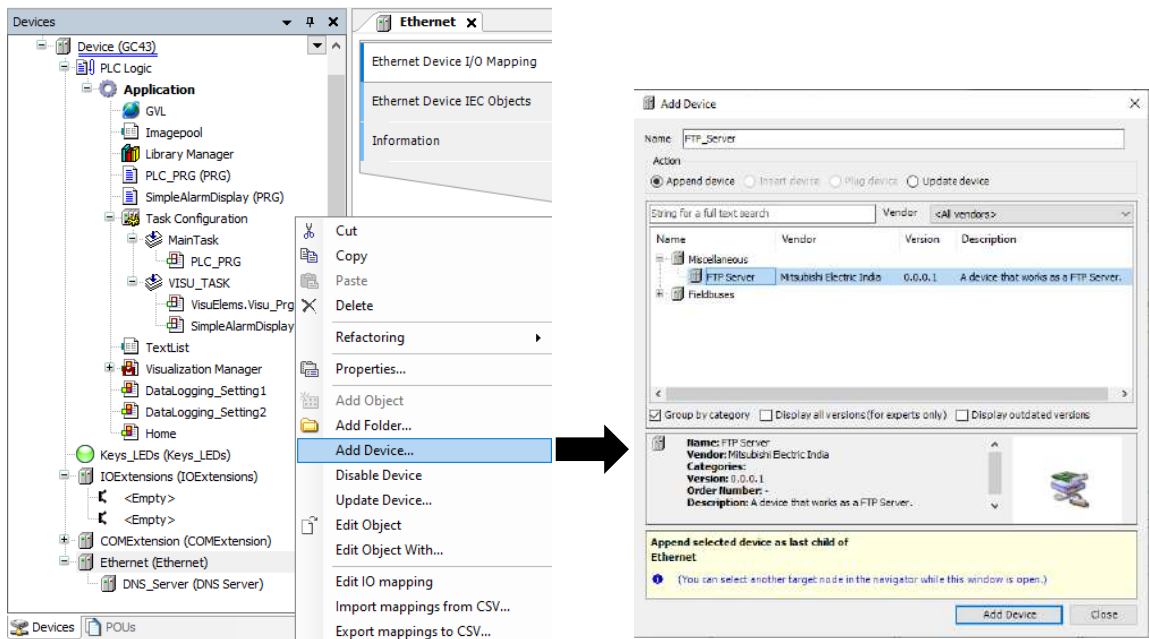 Devices
Device (GC43)
PLC Logic
Application
GVL
Imagepool
Library Manager
PLC_PRG (PRG)
SimpleAlarmDisplay (PRG)
Task Configuration
MainTask
PLC_PRG
VISU_TASK
VisuElems.Visu_Prg
SimpleAlarmDisplay
TextList
Visualization Manager
DataLogging_Setting1
DataLogging_Setting2
Home
Keys_LEDs (Keys_LEDs)
IOExtensions (IOExtensions)
<Empty>
<Empty>
COMExtension (COMExtension)
Ethernet (Ethernet)
DNS_Server (DNS Server)
Devices POUs
Ethernet
Ethernet Device I/O Mapping
Ethernet Device IEC Objects
Information
Cut
Copy
Paste
Delete
Refactoring
Properties...
Add Object
Add Folder...
Add Device...
Disable Device
Update Device...
Edit Object
Edit Object With...
Edit IO mapping
Import mappings from CSV...
Export mappings to CSV...
Add Device
Name FTP_Server
Action
Append device Insert device Plug device Update device
String for a full text search Vendor <All vendors>
Name Vendor Version Description
Miscellaneous
FTP Server Mitsubishi Electric India 0.0.0.1 A device that works as a FTP Server.
Fieldbuses
Group by category Display all versions (for experts only) Display outdated versions
Name: FTP Server
Vendor: Mitsubishi Electric India
Categories:
Version: 0.0.0.1
Order Number: -
Description: A device that works as a FTP Server.
Append selected device as last child of
Ethernet
(You can select another target node in the navigator while this window is open.)
Add Device Close